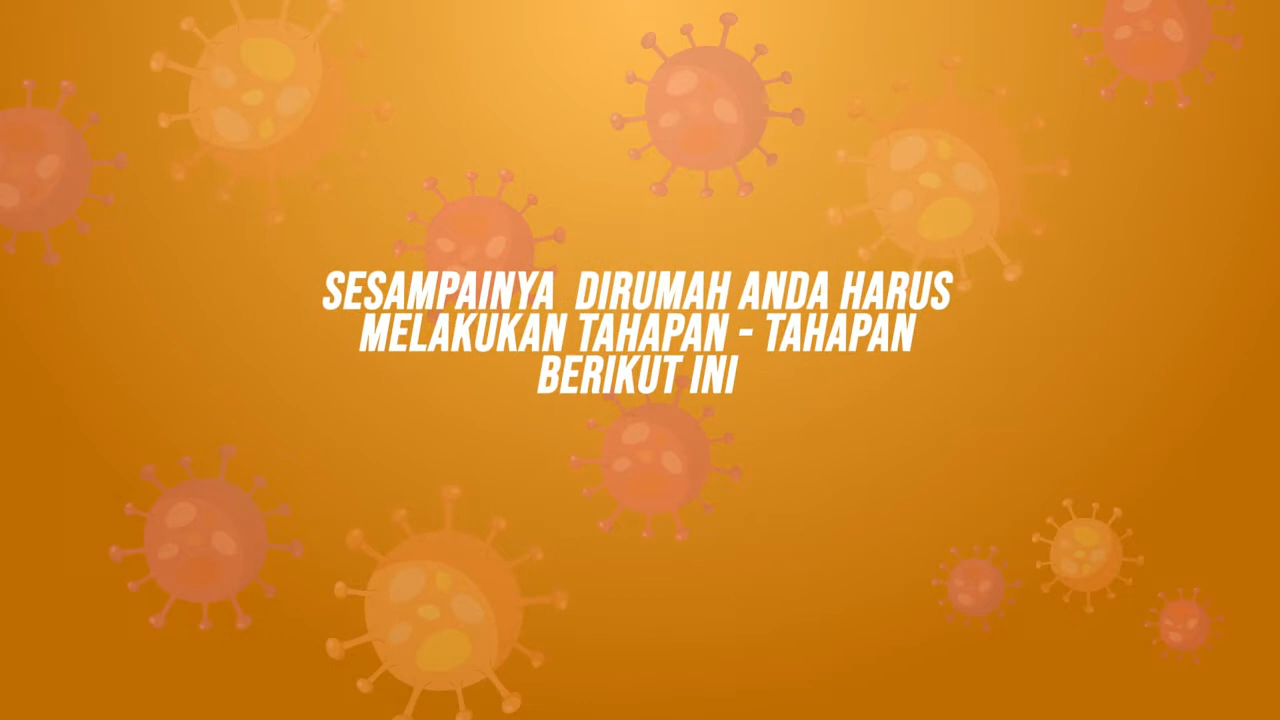 SESAMPAINYA  DIRUMAH ANDA HARUS
MELAKUKAN TAHAPAN - TAHAPAN
BERIKUT INI